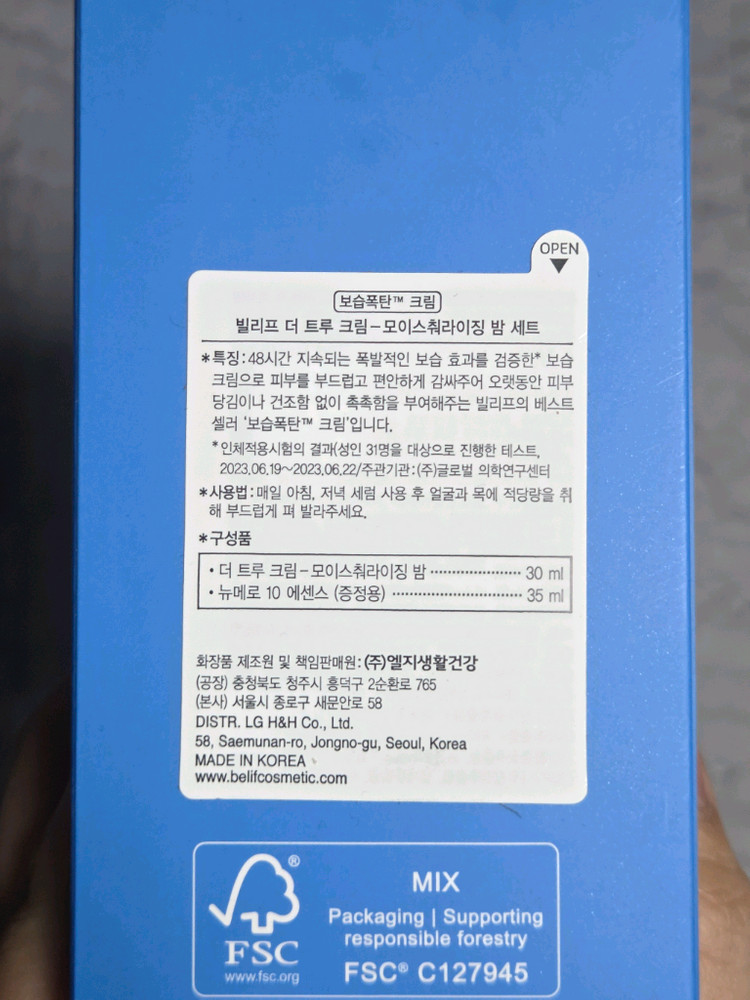 OPEN
보습폭탄™ 크림
빌리프 더 트루 크림-모이스춰라이징 밤 세트
*특징:48시간 지속되는 폭발적인 보습 효과를 검증한* 보습
크림으로 피부를 부드럽고 편안하게 감싸주어 오랫동안 피부
당김이나 건조함 없이 촉촉함을 부여해주는 빌리프의 베스트
셀러 '보습폭탄™ 크림'입니다.
*인체적용시험의 결과(성인 31명을 대상으로 진행한 테스트,
2023.06.19~2023.06.22/주관기관:(주)글로벌 의학연구센터
*사용법:매일 아침, 저녁 세럼 사용 후 얼굴과 목에 적당량을 취
해 부드럽게 펴 발라주세요.
*구성품
• 더 트루 크림-모이스춰라이징 밤 ························ 30 ml
• 뉴메로 10 에센스 (증정용) ································ 35 ml
화장품 제조원 및 책임판매원: (주)엘지생활건강
(공장) 충청북도 청주시 흥덕구 2순환로 765
(본사) 서울시 종로구 새문안로 58
DISTR. LG H&H Co., Ltd.
58, Saemunan-ro, Jongno-gu, Seoul, Korea
MADE IN KOREA
www.belifcosmetic.com
®
FSC
www.fsc.org
MIX
Packaging | Supporting
responsible forestry
FSC® C127945